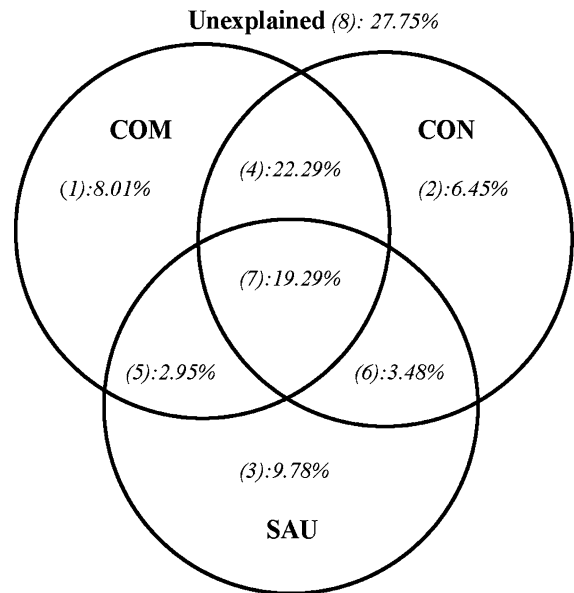 Unexplained (8): 27.75%
COM
CON
(4):22.29%
(1):8.01%
(2):6.45%
(7):19.29%
(5):2.95%
(6):3.48%
(3):9.78%
SAU